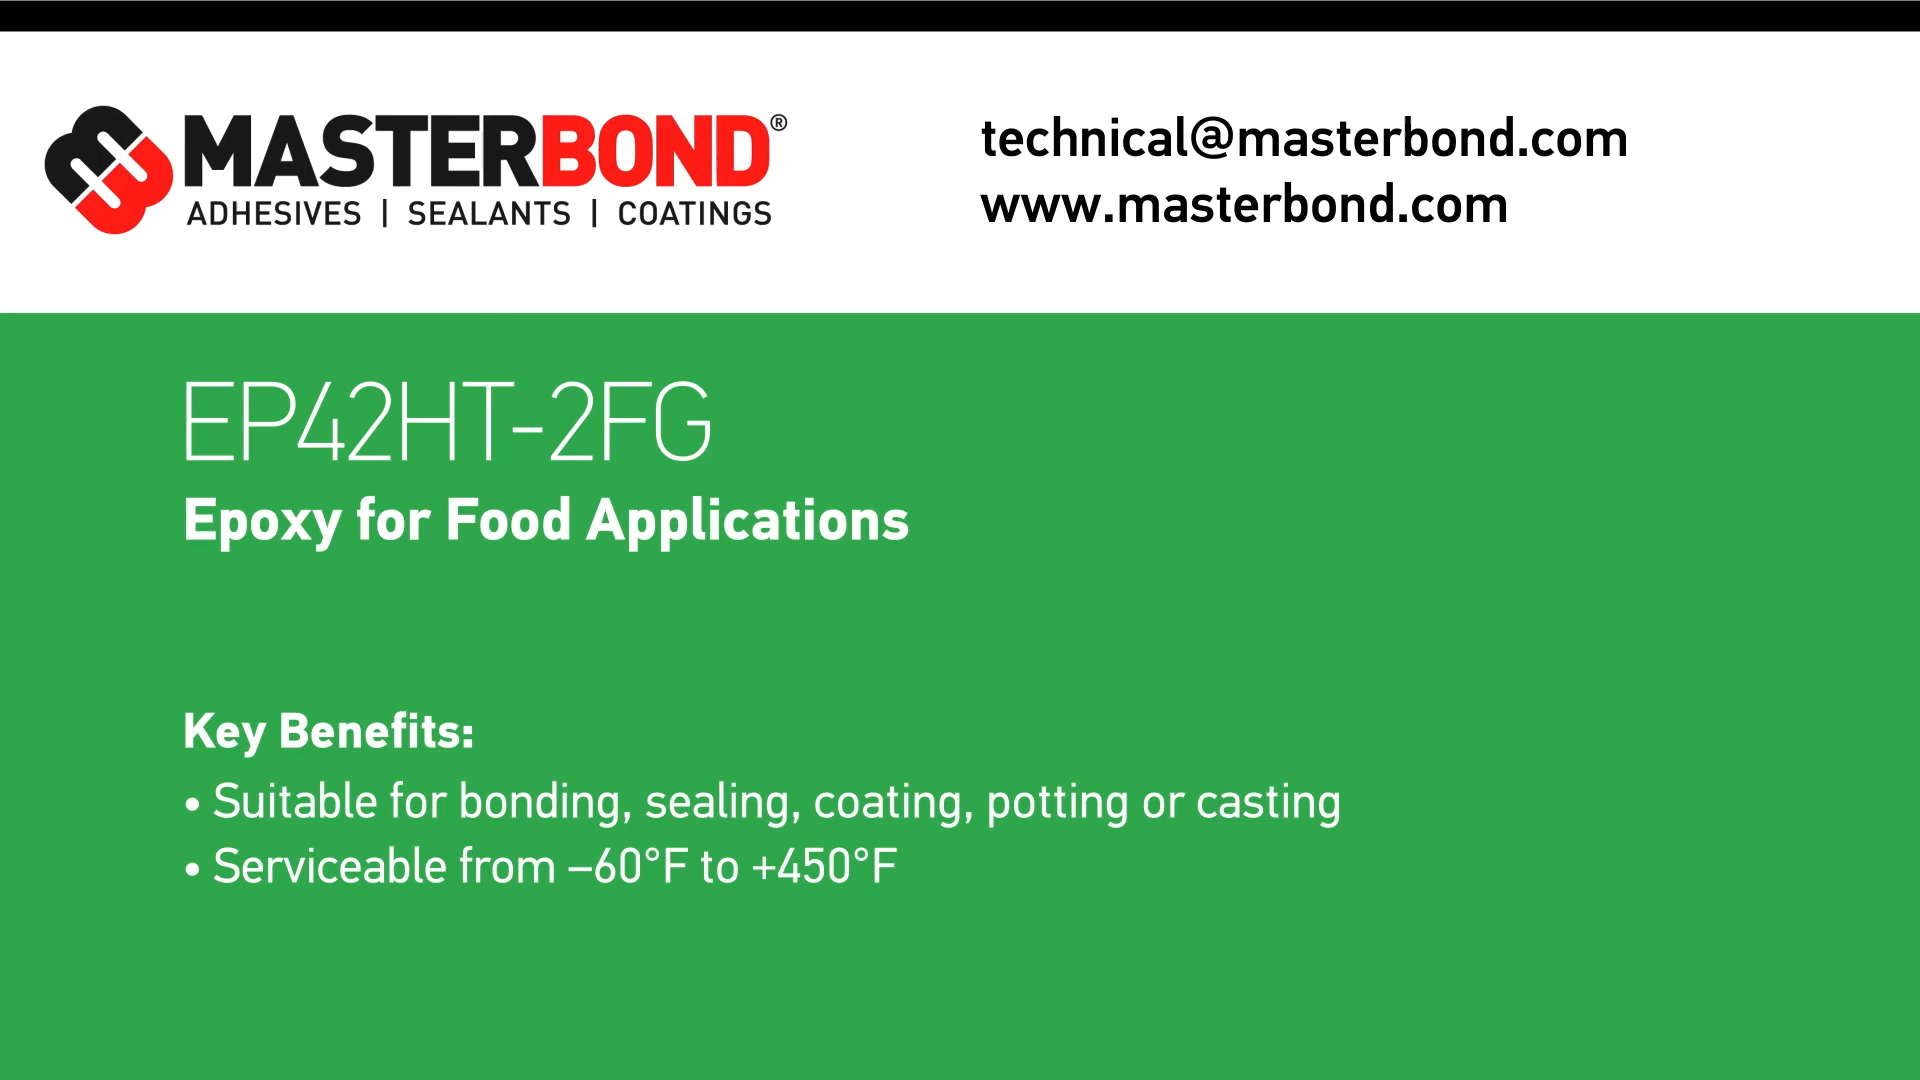 MASTERBOND®
ADHESIVES | SEALANTS | COATINGS
technical@masterbond.com
www.masterbond.com
EP42HT-2FG
Epoxy for Food Applications
Key Benefits:
• Suitable for bonding, sealing, coating, potting or casting
• Serviceable from –60°F to +450°F